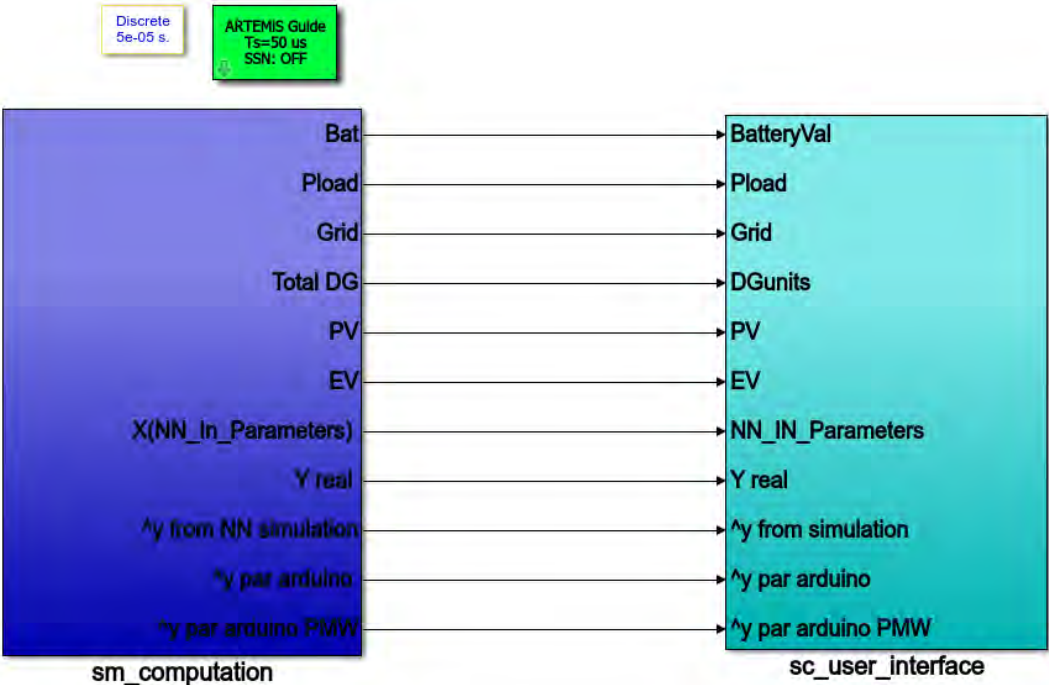 Discrete
5e-05 s.
ARTEMiS Guide
Ts=50 us
SSN: OFF
Bat
BatteryVal
Pload
Pload
Grid
Grid
Total DG
DGunits
PV
PV
EV
EV
X(NN_In_Parameters)
NN_IN_Parameters
Y real
Y real
^y from NN simulation
^y from simulation
^y par arduino
^y par arduino
^y par arduino PMW
^y par arduino PMW
sm_computation
sc_user_interface